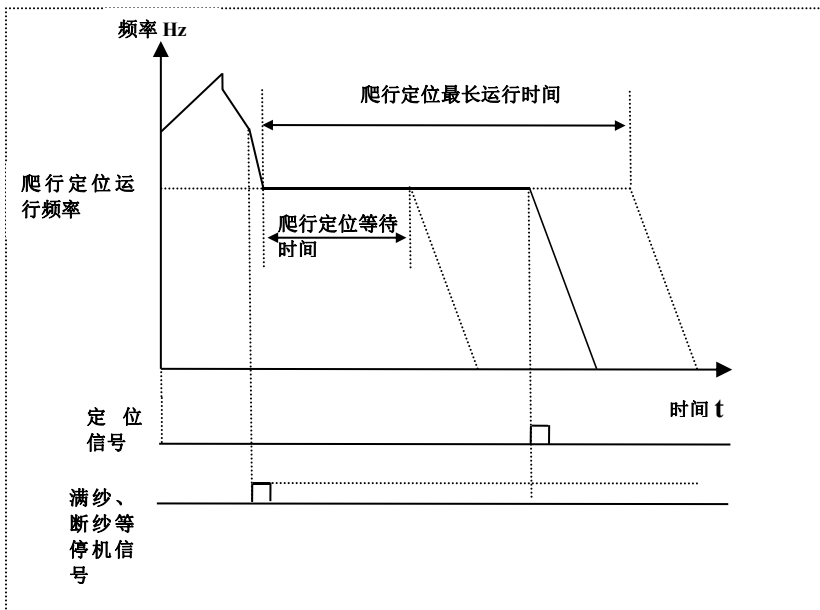 频率 Hz
爬行定位最长运行时间
爬行定位运
行频率
爬行定位等待
时间
时间 t
定 位
信号
满纱、
断纱等
停机信
号